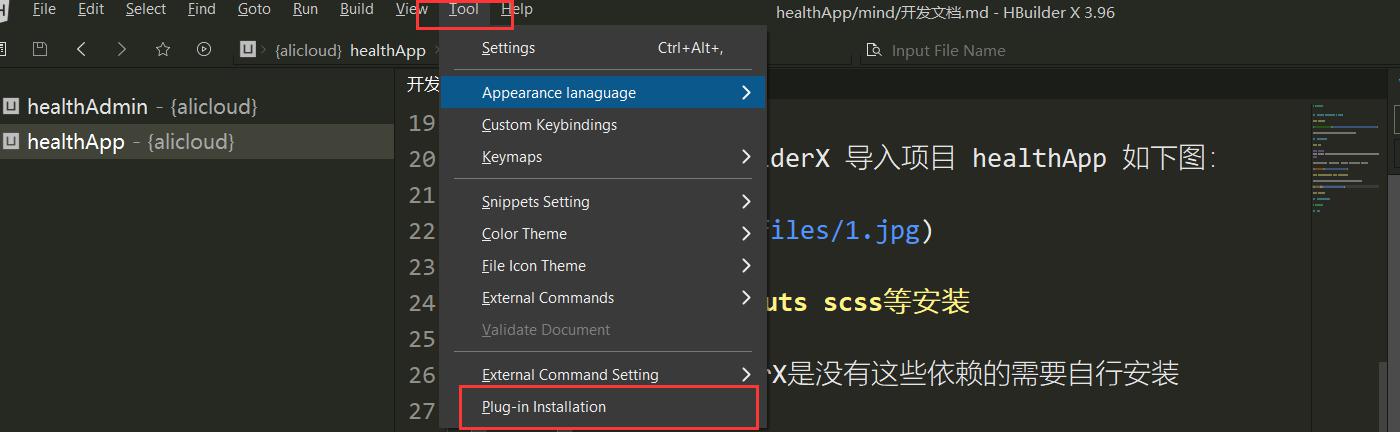 File Edit Select Find Goto Run Build View Tool Help
healthApp/mind/开发文档.md - HBuilder X 3.96
{alicloud} healthApp
Input File Name
healthAdmin - {alicloud}
healthApp - {alicloud}
Settings Ctrl+Alt+,
Appearance lanaguage
Custom Keybindings
Keymaps
Snippets Setting
Color Theme
File Icon Theme
External Commands
Validate Document
External Command Setting
Plug-in Installation
开发
19
20 lderX 导入项目 healthApp 如下图:
21
22 files/1.jpg)
23
24 uts scss等安装
25
26 rX是没有这些依赖的需要自行安装
27